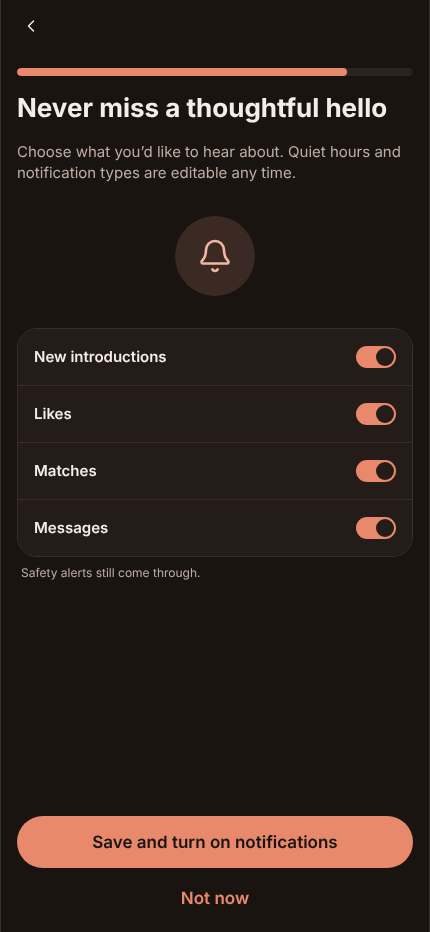 Never miss a thoughtful hello
Choose what you’d like to hear about. Quiet hours and
notification types are editable any time.
New introductions
Likes
Matches
Messages
Safety alerts still come through.
Save and turn on notifications
Not now